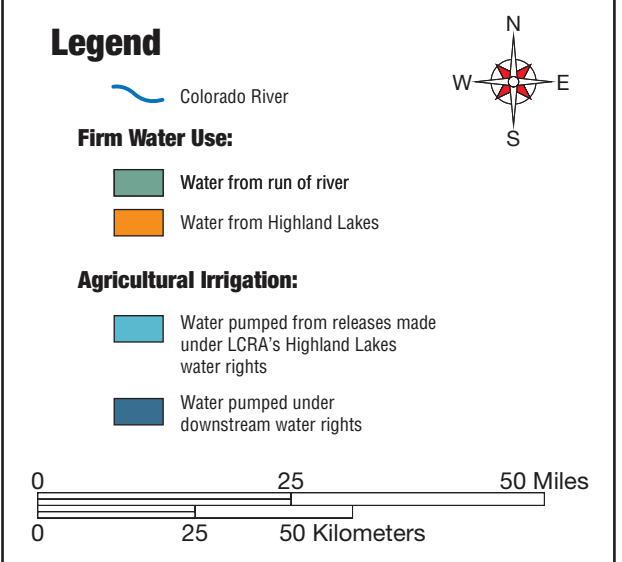 Legend
N
W
E
S
Colorado River
Firm Water Use:
Water from run of river
Water from Highland Lakes
Agricultural Irrigation:
Water pumped from releases made
under LCRA's Highland Lakes
water rights
Water pumped under
downstream water rights
0 25 50 Miles
0 25 50 Kilometers